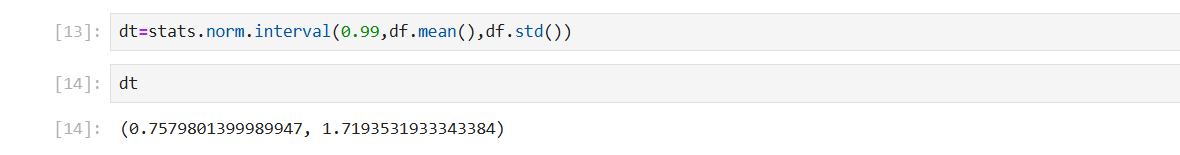 [13]: dt=stats.norm.interval(0.99,df.mean(),df.std())
[14]: dt
[14]: (0.7579801399989947, 1.7193531933343384)